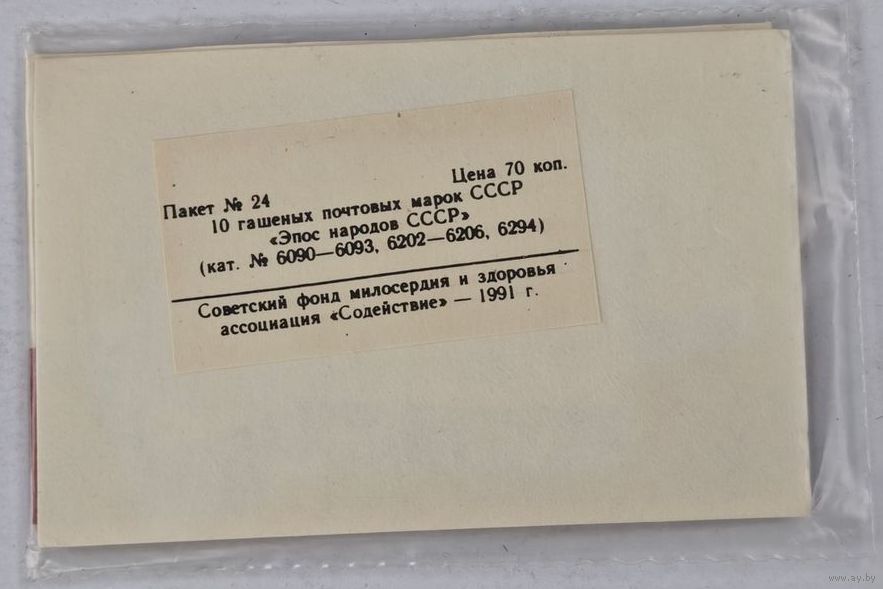 Цена 70 коп.
Пакет № 24
10 гашеных почтовых марок СССР
«Эпос народов СССР»
(кат. № 6090—6093, 6202—6206, 6294)
Советский фонд милосердия и здоровья
ассоциация «Содействие» — 1991 г.
www.ay.by